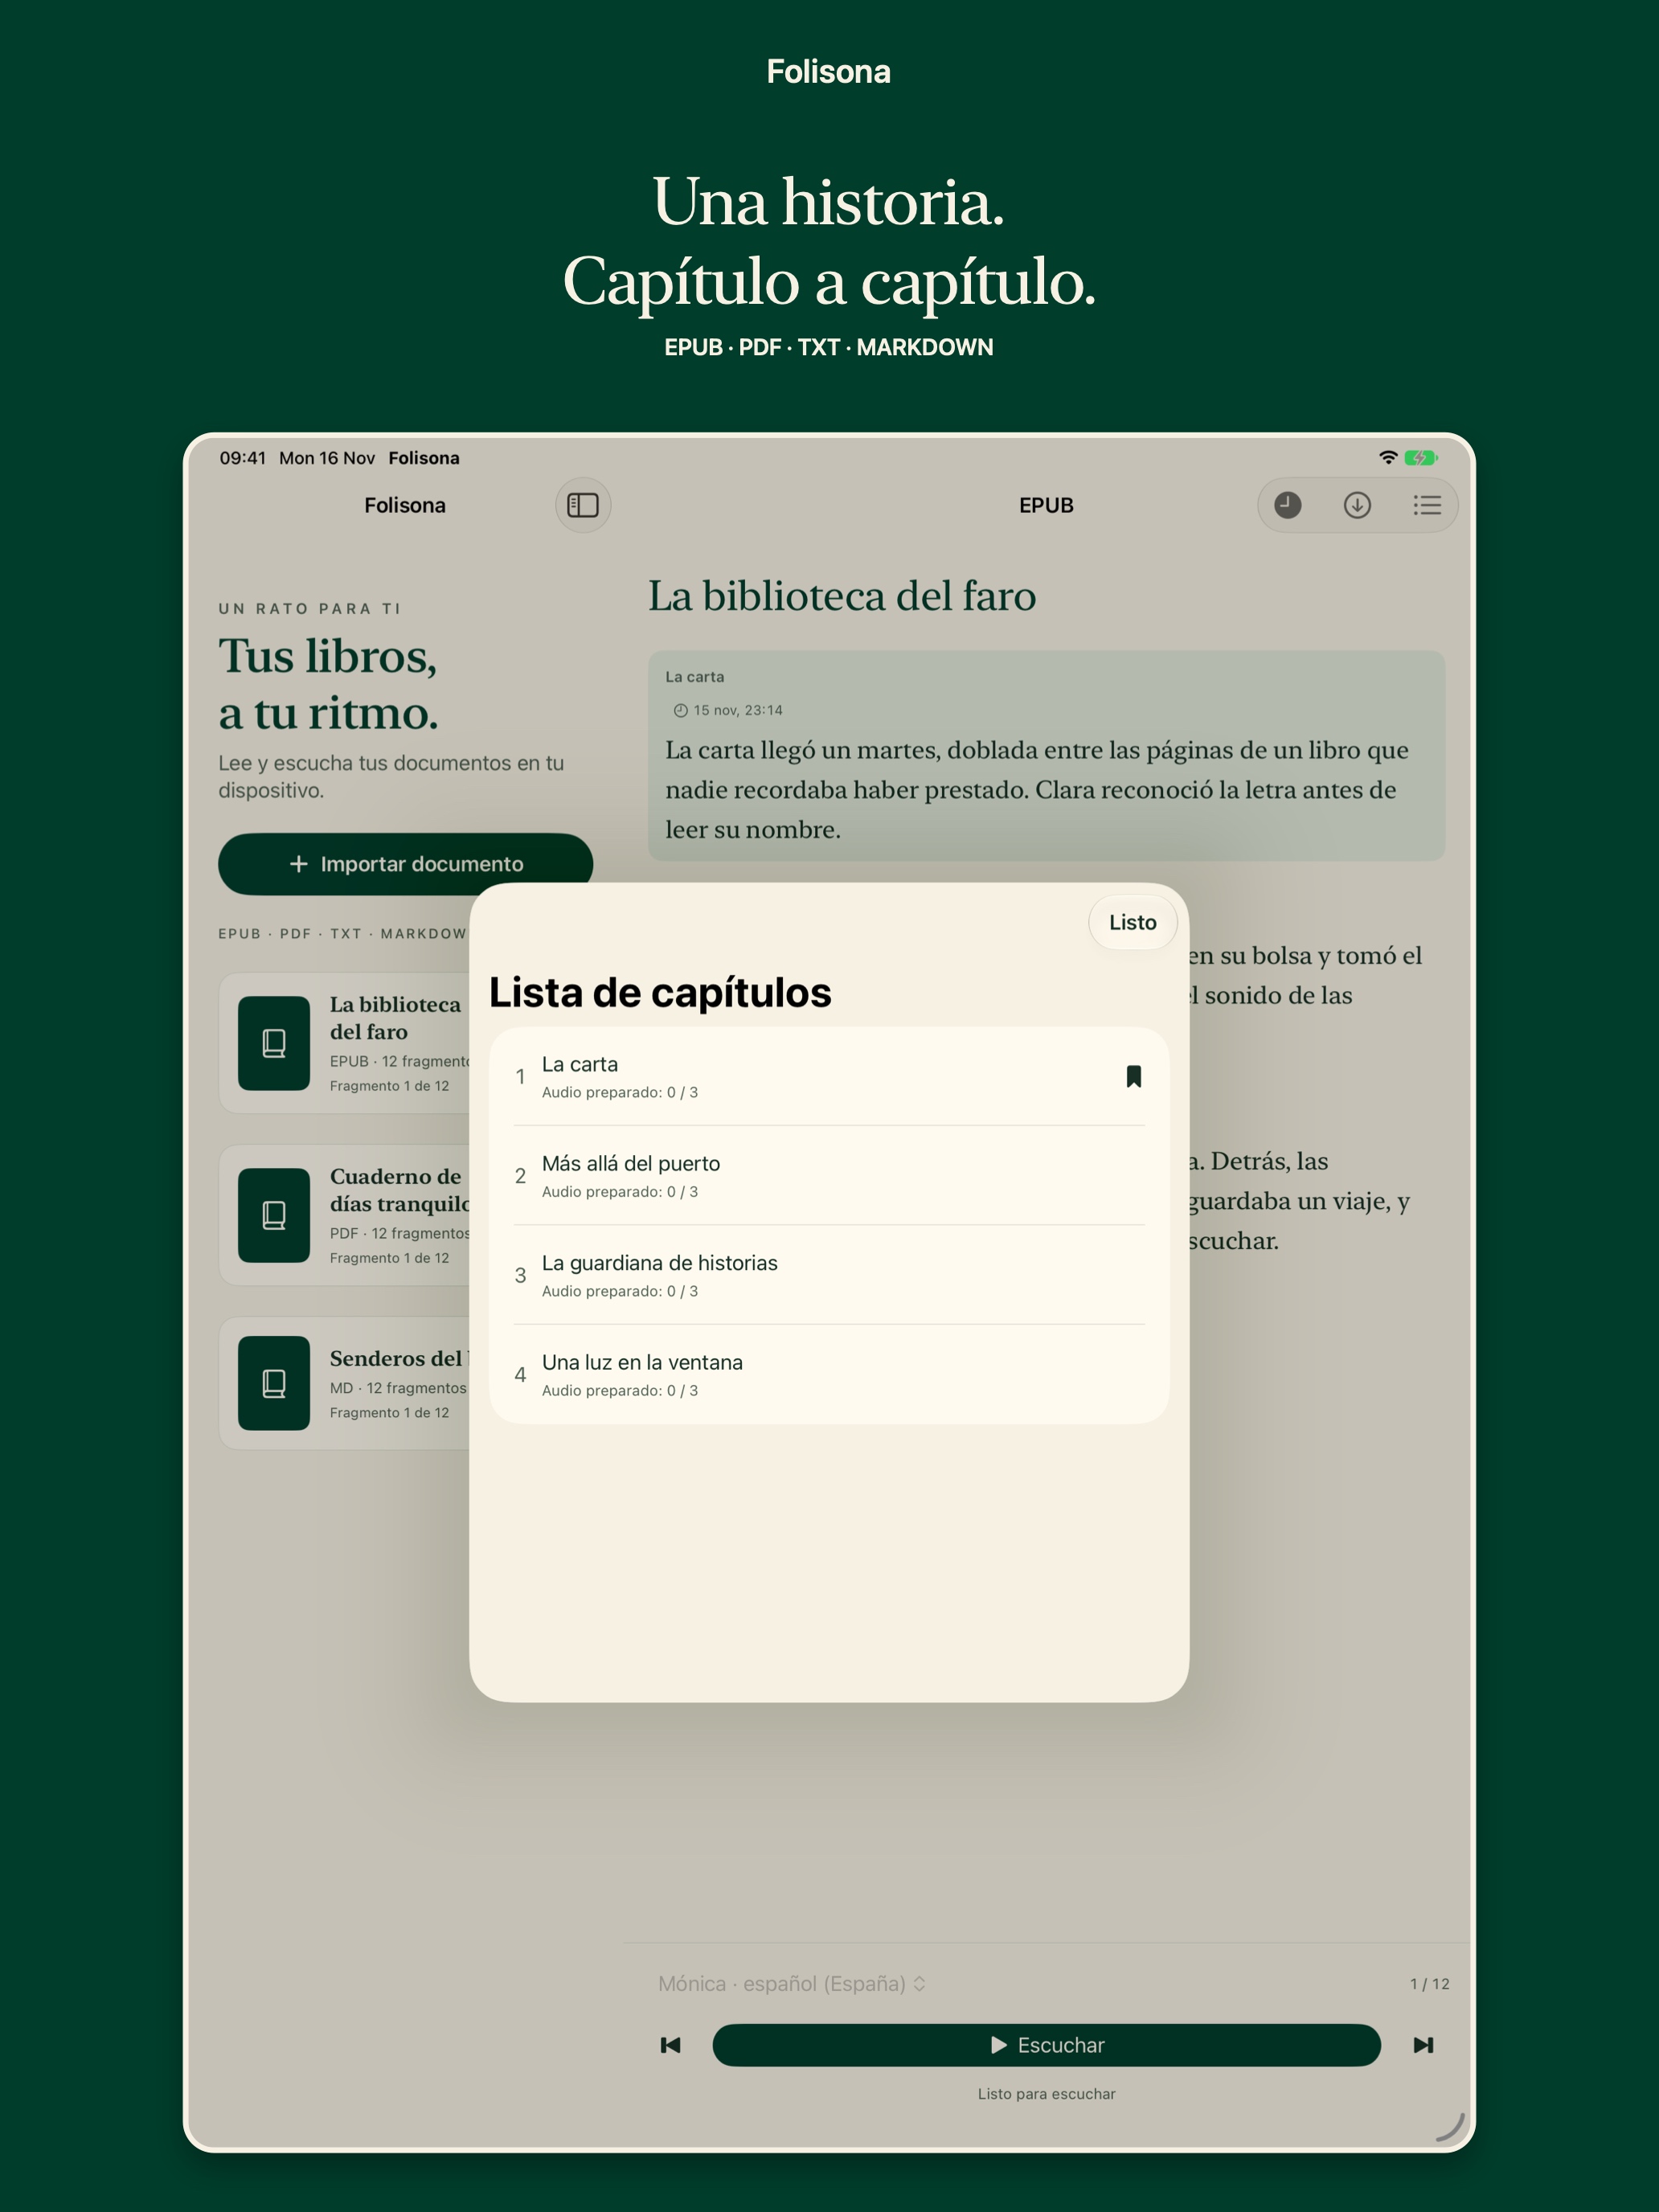 Folisona
Una historia.
Capítulo a capítulo.
EPUB · PDF · TXT · MARKDOWN
09:41 Mon 16 Nov Folisona
Folisona
EPUB
UN RATO PARA TI
Tus libros,
a tu ritmo.
Lee y escucha tus documentos en tu
dispositivo.
+ Importar documento
EPUB · PDF · TXT ·
La biblioteca
del faro
EPUB · 12
Fragmento 1 de 12
Cuaderno de
días
PDF · 12 fragmentos
Fragmento 1 de 12
Senderos del
MD · 12 fragmentos
Fragmento 1 de 12
La biblioteca del faro
La carta
15 nov, 23:14
La carta llegó un martes, doblada entre las páginas de un libro que
nadie recordaba haber prestado. Clara reconoció la letra antes de
leer su nombre.
en su bolsa y tomó el
sonido de las
Detrás, las
guardaba un viaje, y
Listo
Lista de capítulos
1 La carta
Audio preparado: 0 / 3
2 Más allá del puerto
Audio preparado: 0 / 3
3 La guardiana de historias
Audio preparado: 0 / 3
4 Una luz en la ventana
Audio preparado: 0 / 3
Mónica · español (España)
1 / 12
Escuchar
Listo para escuchar